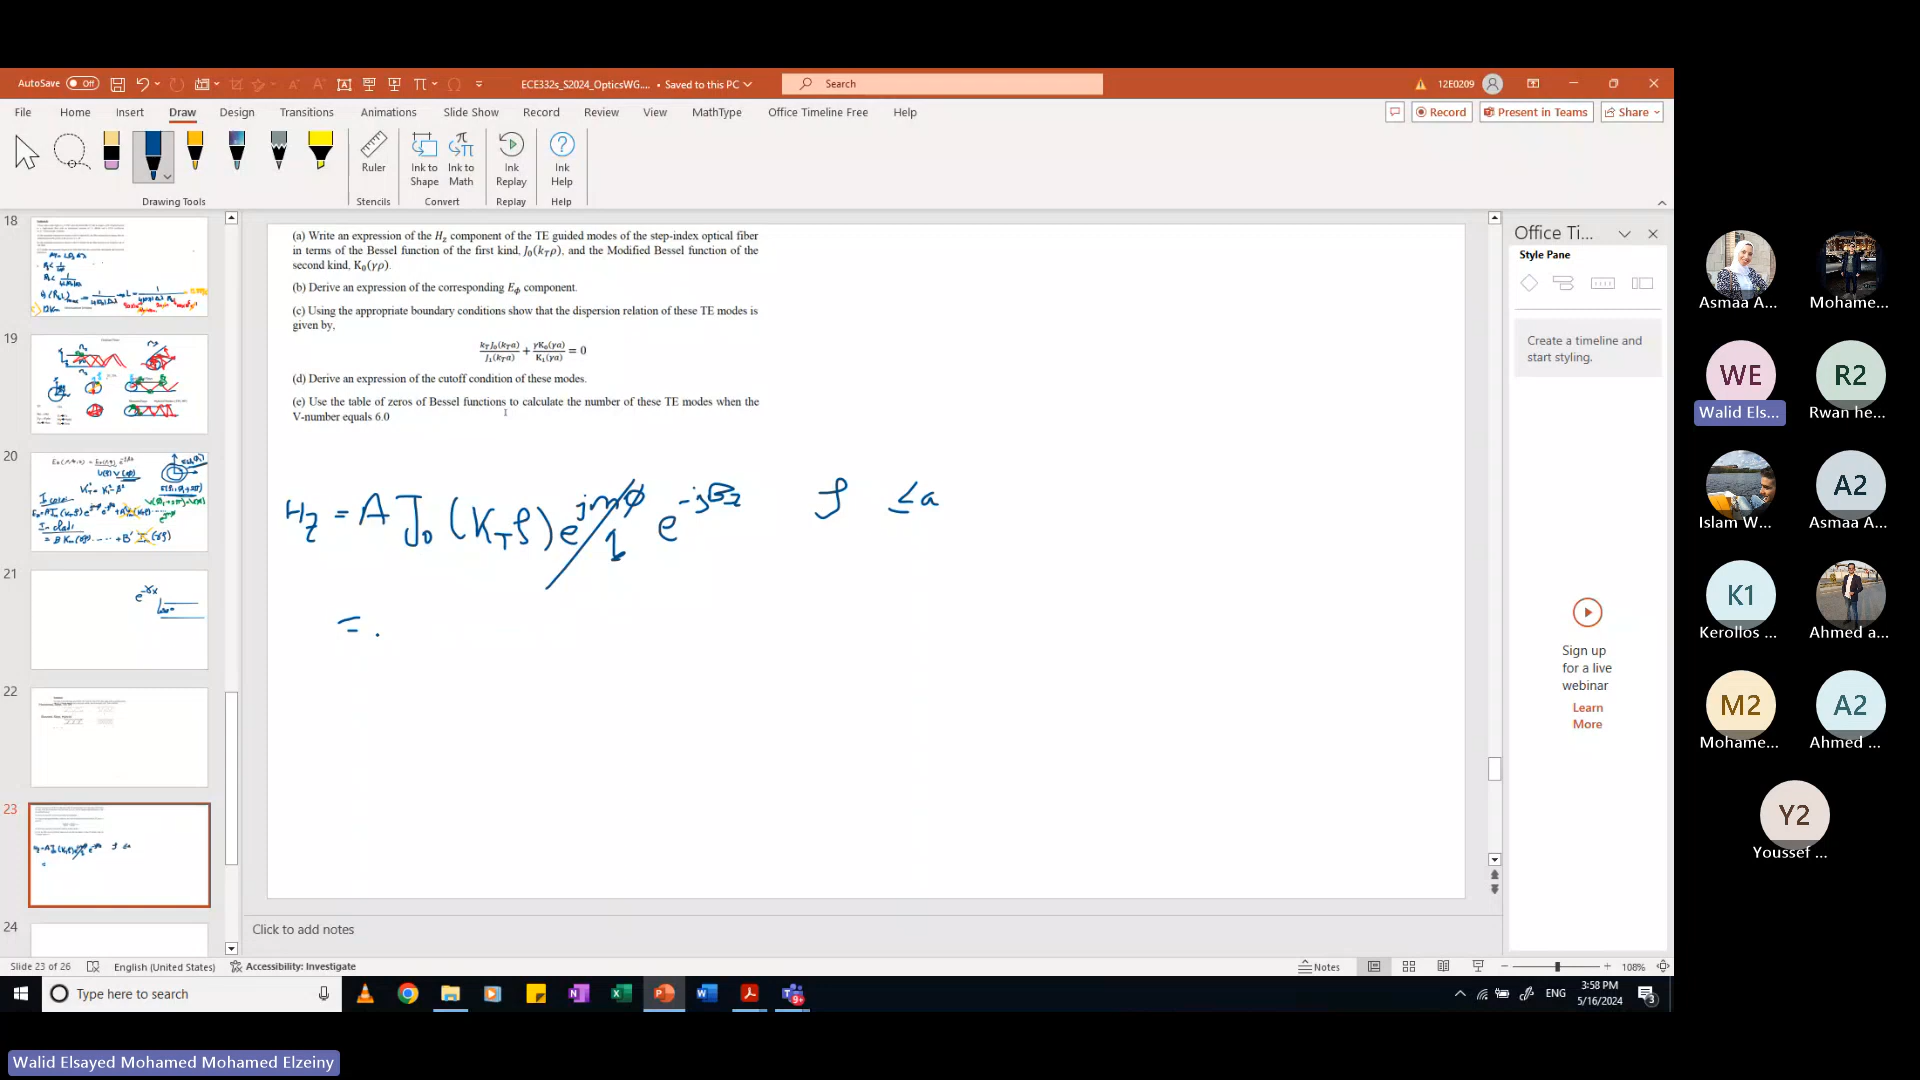 AutoSave Off ECE332s_S2024_OpticsWG.... • Saved to this PC Search 12E0209
File Home Insert Draw Design Transitions Animations Slide Show Record Review View MathType Office Timeline Free Help Record Present in Teams Share
Ruler Ink to Shape Ink to Math Ink Replay Ink Help
Drawing Tools Stencils Convert Replay Help
18
19
20
21
22
23
24
(a) Write an expression of the H_z component of the TE guided modes of the step-index optical fiber
in terms of the Bessel function of the first kind, J_0(k_Tρ), and the Modified Bessel function of the
second kind, K_0(γρ).
(b) Derive an expression of the corresponding E_ϕ component.
(c) Using the appropriate boundary conditions show that the dispersion relation of these TE modes is
given by,
k_T J_0(k_T a) / J_1(k_T a) + γK_0(γa) / K_1(γa) = 0
(d) Derive an expression of the cutoff condition of these modes.
(e) Use the table of zeros of Bessel functions to calculate the number of these TE modes when the
V-number equals 6.0
H_z = A J_0 (K_T ρ) e^{jmϕ} 1 e^{-jβz} ρ ≤ a
= .
Click to add notes
Slide 23 of 26 English (United States) Accessibility: Investigate Notes 108%
Office Ti...
Style Pane
Create a timeline and
start styling.
Sign up
for a live
webinar
Learn
More
Type here to search
ENG 3:58 PM
5/16/2024 3
Asmaa A... Mohame...
WE R2
Walid Els... Rwan he...
A2
Islam W... Asmaa A...
K1
Kerollos ... Ahmed a...
M2 A2
Mohame... Ahmed ...
Y2
Youssef ...
Walid Elsayed Mohamed Mohamed Elzeiny